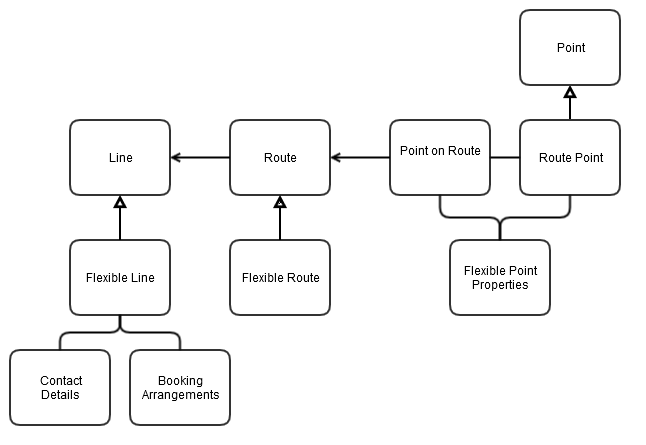 Point
Line
Route
Point on Route
Route Point
Flexible Line
Flexible Route
Flexible Point
Properties
Contact
Details
Booking
Arrangements